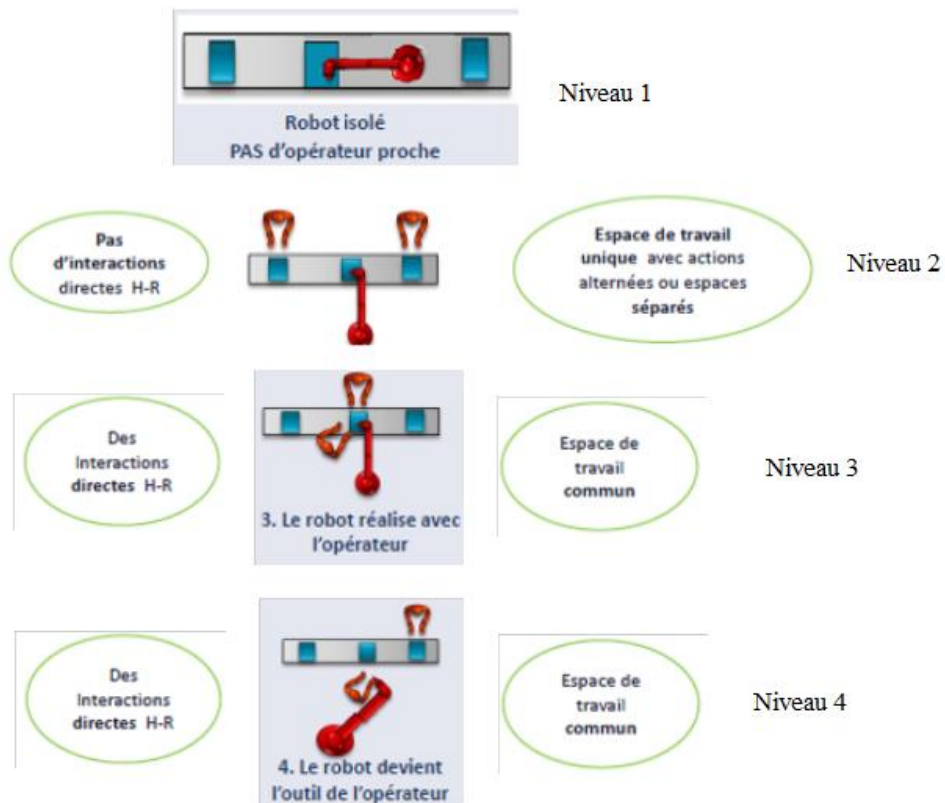 Robot isolé
PAS d'opérateur proche
Niveau 1
Pas
d'interactions
directes H-R
Espace de travail
unique avec actions
alternées ou espaces
séparés
Niveau 2
Des
Interactions
directes H-R
3. Le robot réalise avec
l'opérateur
Espace de
travail
commun
Niveau 3
Des
Interactions
directes H-R
4. Le robot devient
l'outil de l'opérateur
Espace de
travail
commun
Niveau 4